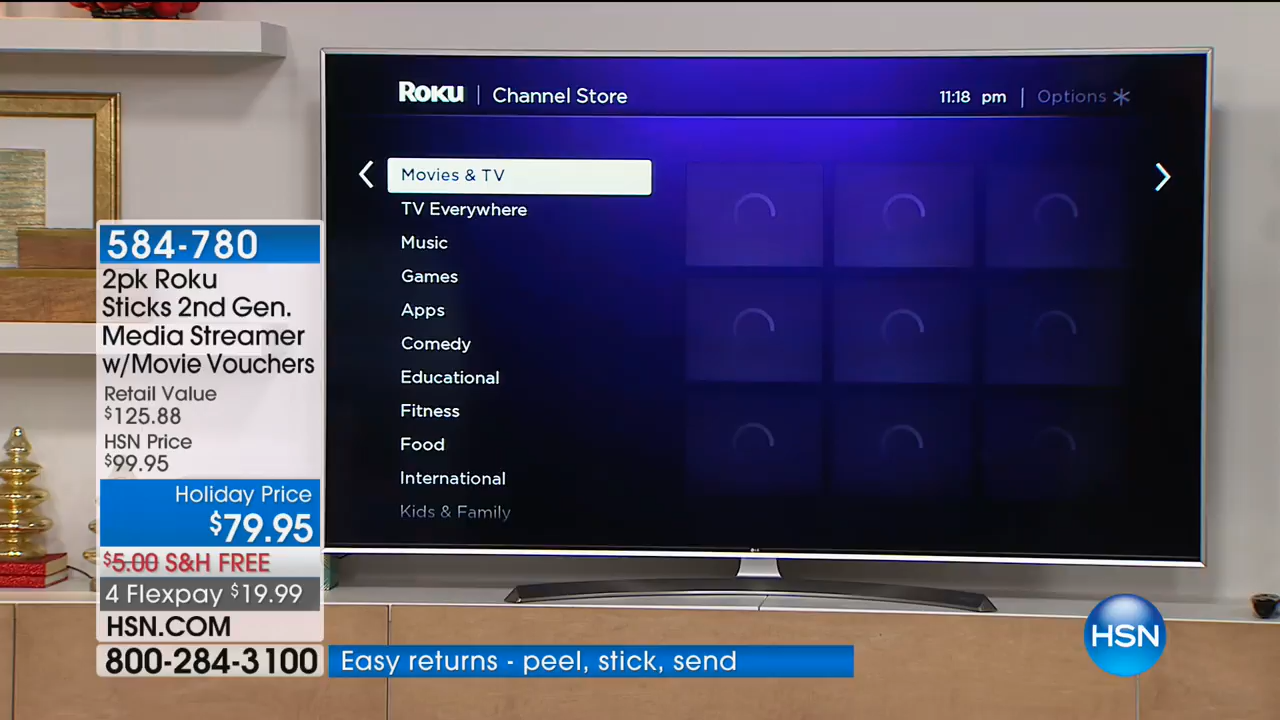 Roku | Channel Store
11:18 pm | Options *
Movies & TV
TV Everywhere
Music
Games
Apps
Comedy
Educational
Fitness
Food
International
Kids & Family
584-780
2pk Roku
Sticks 2nd Gen.
Media Streamer
w/Movie Vouchers
Retail Value
$125.88
HSN Price
$99.95
Holiday Price
$79.95
$5.00 S&H FREE
4 Flexpay $19.99
HSN.COM
800-284-3100
Easy returns - peel, stick, send
HSN
LG